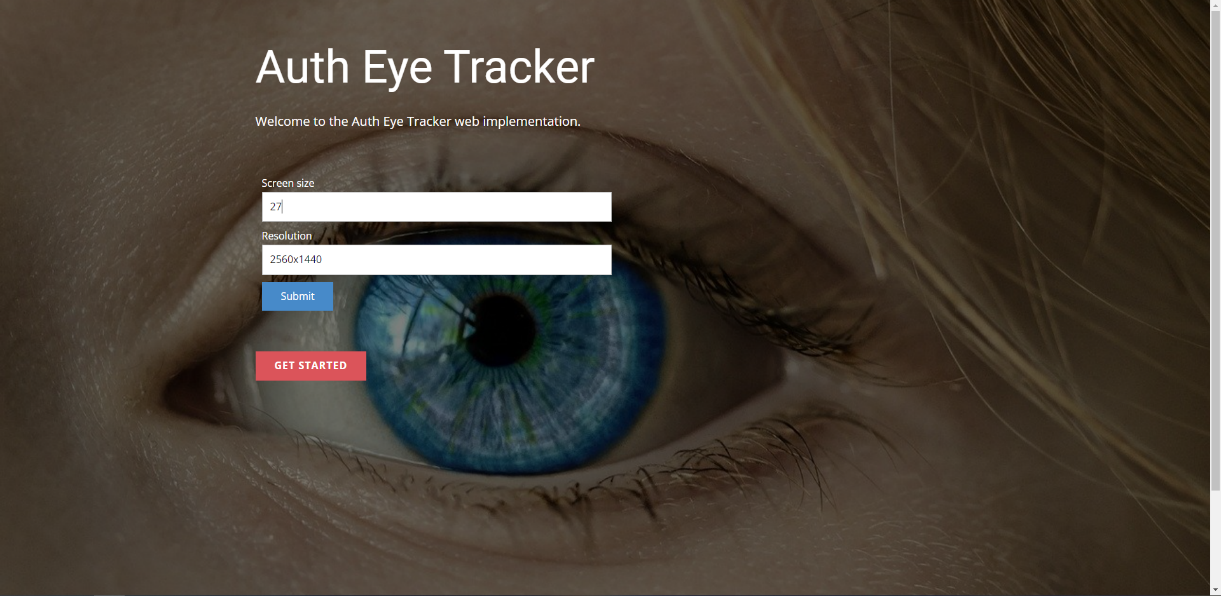 Auth Eye Tracker
Welcome to the Auth Eye Tracker web implementation.
Screen size
27
Resolution
2560x1440
Submit
GET STARTED